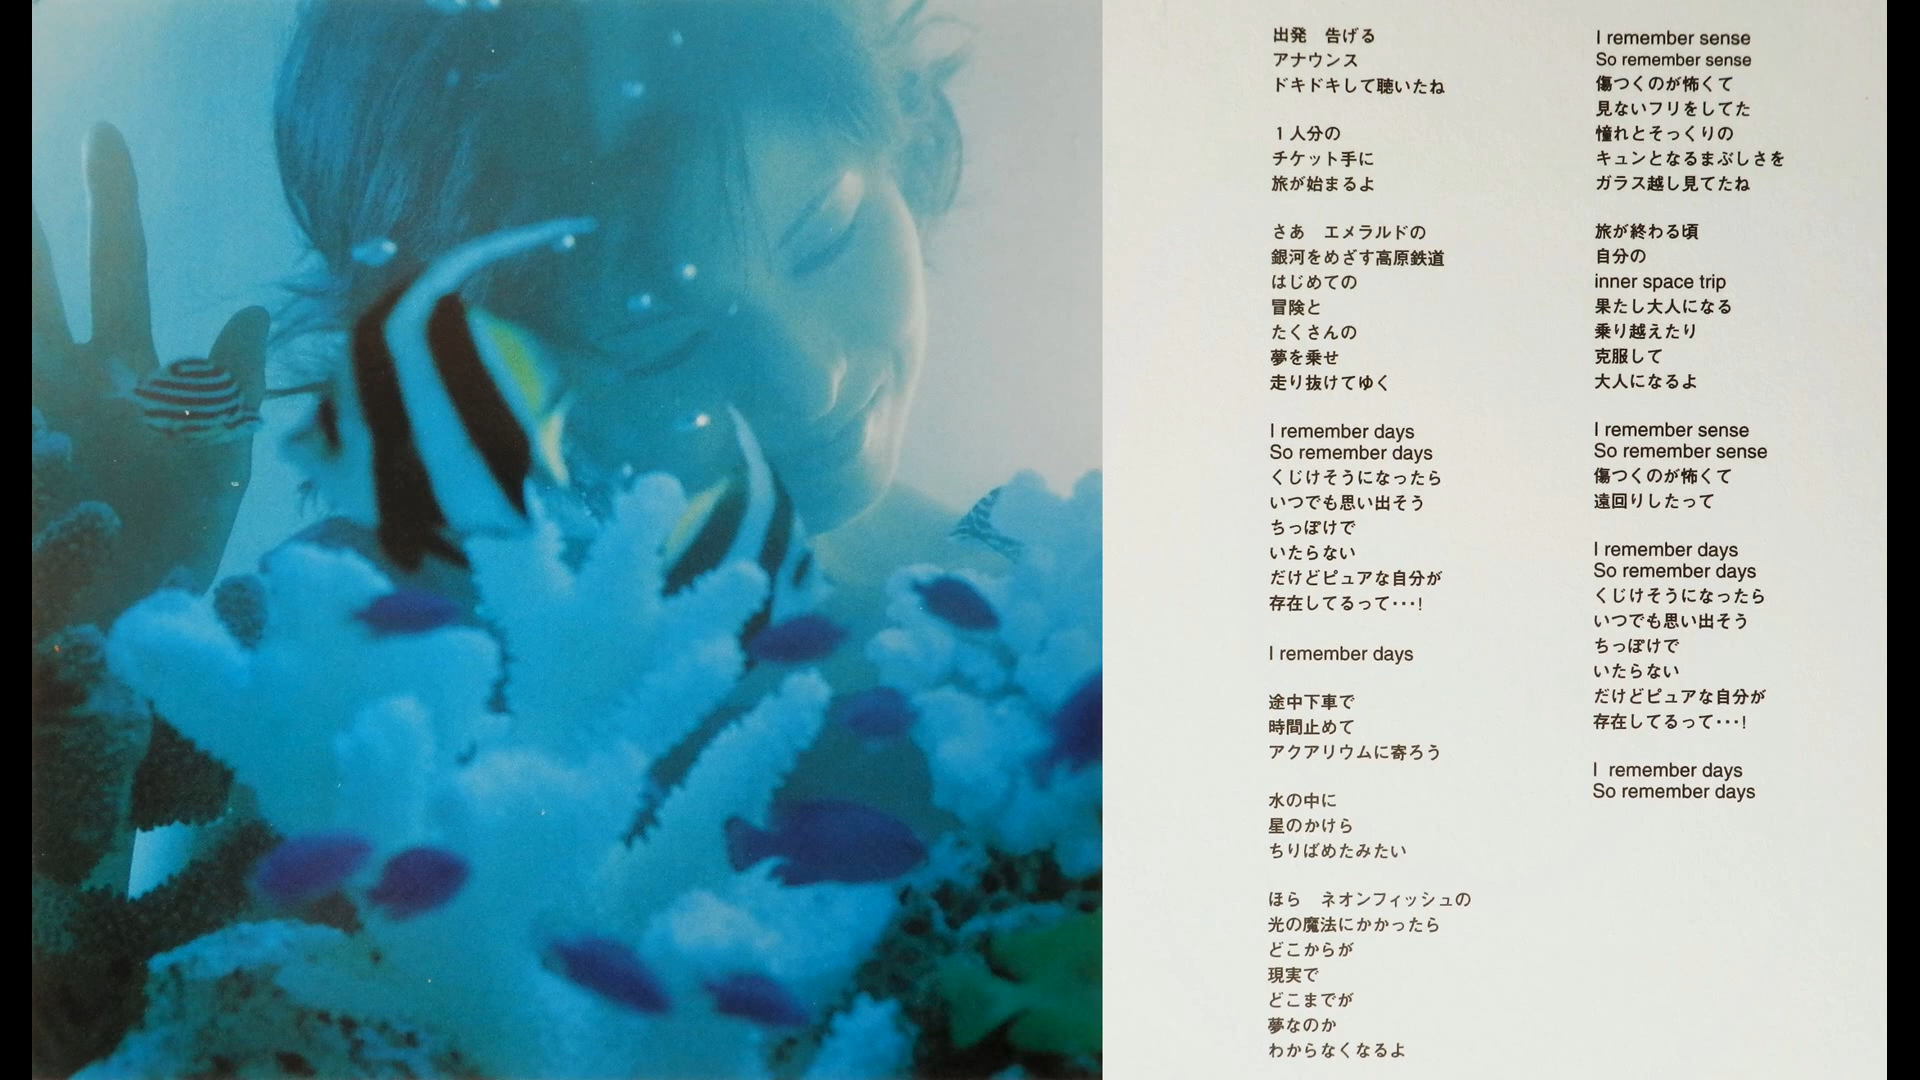 出発　告げる
アナウンス
ドキドキして聴いたね
1人分の
チケット手に
旅が始まるよ
さあ　エメラルドの
銀河をめざす高原鉄道
はじめての
冒険と
たくさんの
夢を乗せ
走り抜けてゆく
I remember days
So remember days
くじけそうになったら
いつでも思い出そう
ちっぽけで
いたらない
だけどピュアな自分が
存在してるって･･･!
I remember days
途中下車で
時間止めて
アクアリウムに寄ろう
水の中に
星のかけら
ちりばめたみたい
ほら　ネオンフィッシュの
光の魔法にかかったら
どこからが
現実で
どこまでが
夢なのか
わからなくなるよ
I remember sense
So remember sense
傷つくのが怖くて
見ないフリをしてた
憧れとそっくりの
キュンとなるまぶしさを
ガラス越し見てたね
旅が終わる頃
自分の
inner space trip
果たし大人になる
乗り越えたり
克服して
大人になるよ
I remember sense
So remember sense
傷つくのが怖くて
遠回りしたって
I remember days
So remember days
くじけそうになったら
いつでも思い出そう
ちっぽけで
いたらない
だけどピュアな自分が
存在してるって･･･!
I remember days
So remember days